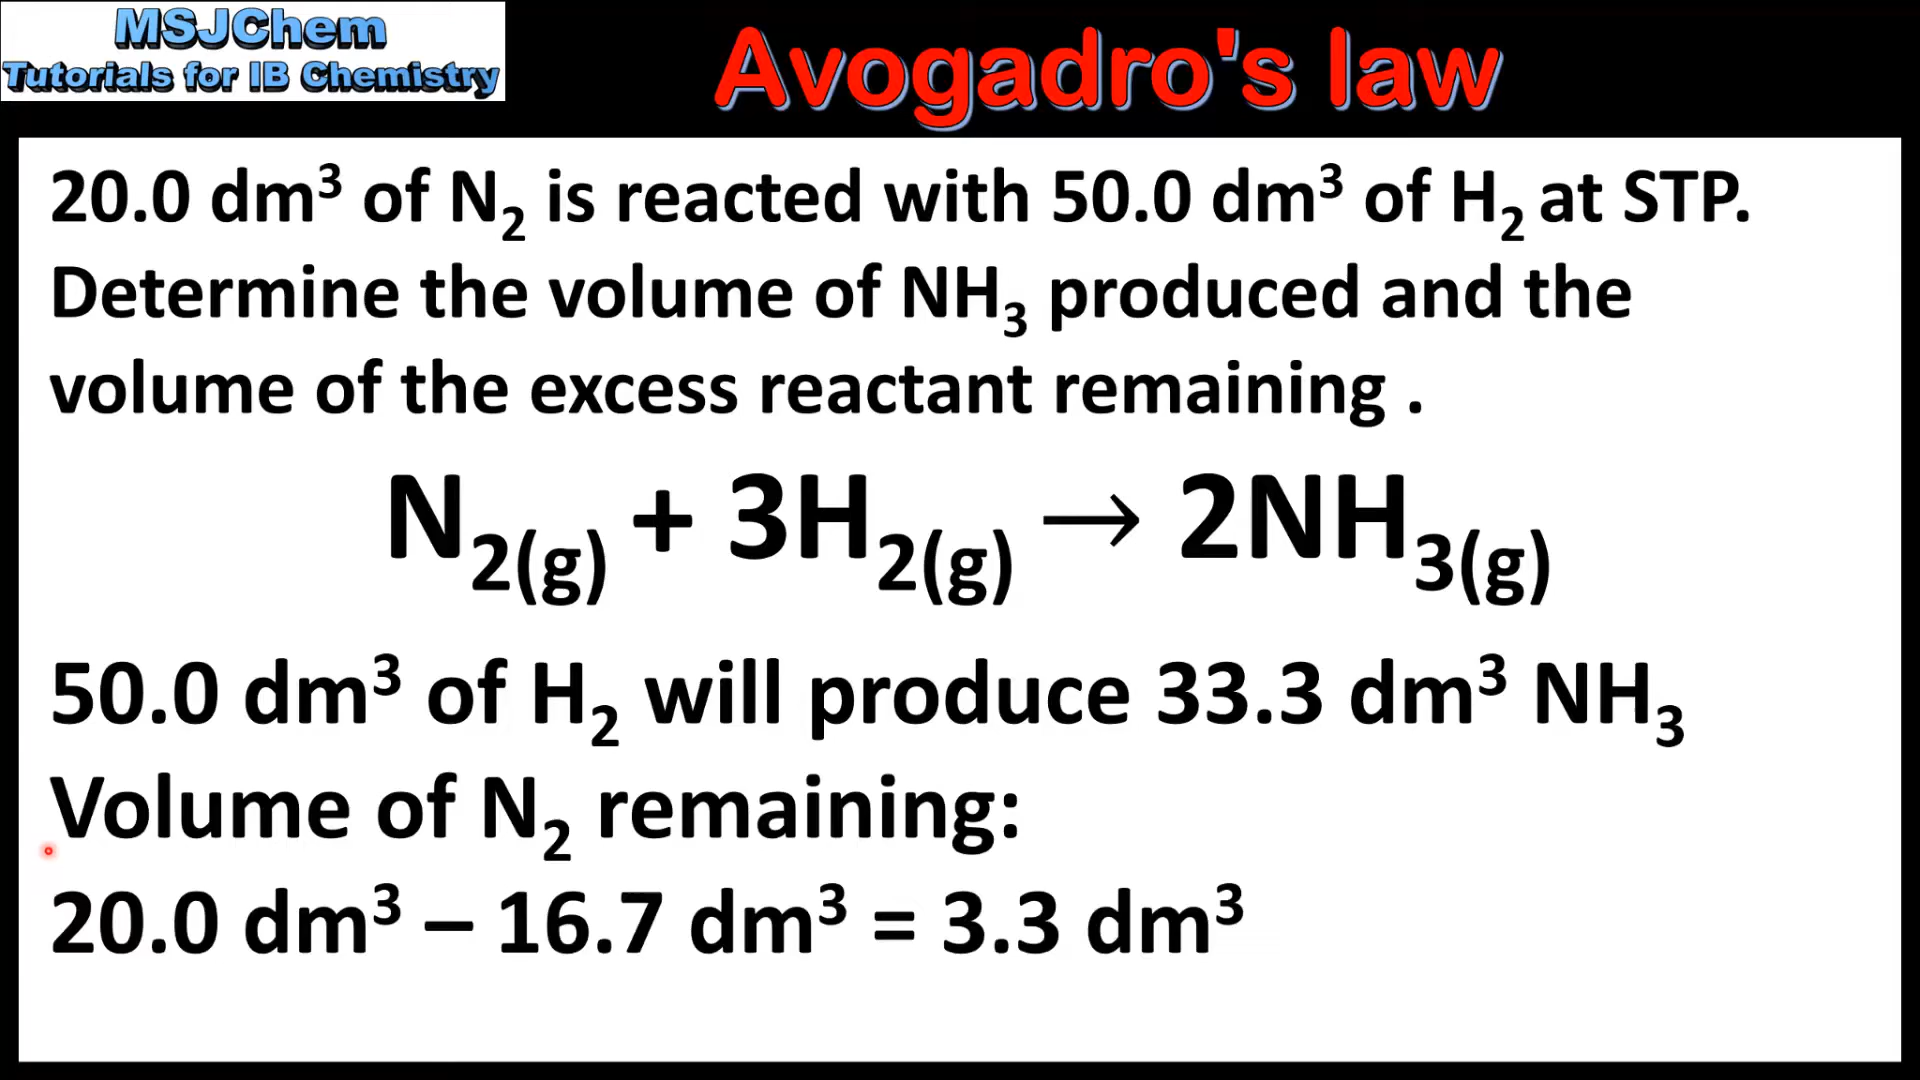 MSJChem
Tutorials for IB Chemistry
Avogadro's law
20.0 dm³ of N₂ is reacted with 50.0 dm³ of H₂ at STP.
Determine the volume of NH₃ produced and the
volume of the excess reactant remaining .
N₂₍g₎ + 3H₂₍g₎ → 2NH₃₍g₎
50.0 dm³ of H₂ will produce 33.3 dm³ NH₃
Volume of N₂ remaining:
20.0 dm³ – 16.7 dm³ = 3.3 dm³